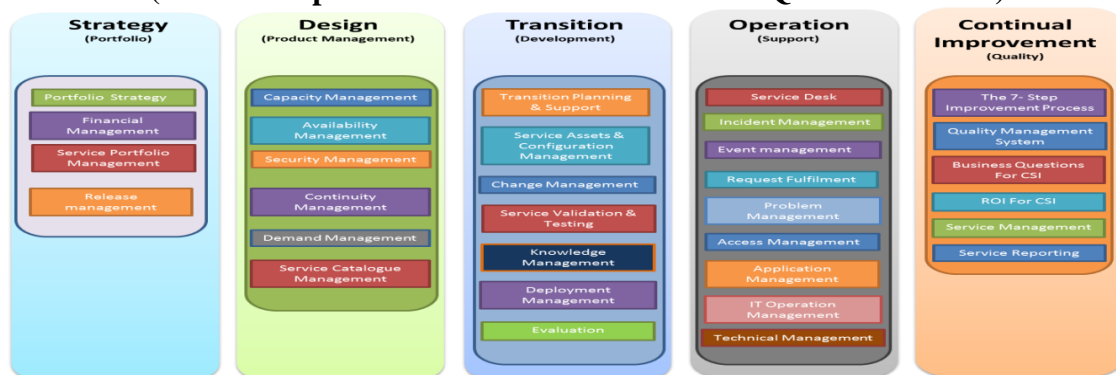 Strategy
(Portfolio)
Portfolio Strategy
Financial
Management
Service Portfolio
Management
Release
management
Design
(Product Management)
Capacity Management
Availability
Management
Security Management
Continuity
Management
Demand Management
Service Catalogue
Management
Transition
(Development)
Transition Planning
& Support
Service Assets &
Configuration
Management
Change Management
Service Validation &
Testing
Knowledge
Management
Deployment
Management
Evaluation
Operation
(Support)
Service Desk
Incident Management
Event management
Request Fulfilment
Problem
Management
Access Management
Application
Management
IT Operation
Management
Technical Management
Continual
Improvement
(Quality)
The 7- Step
Improvement Process
Quality Management
System
Business Questions
For CSI
ROI For CSI
Service Management
Service Reporting